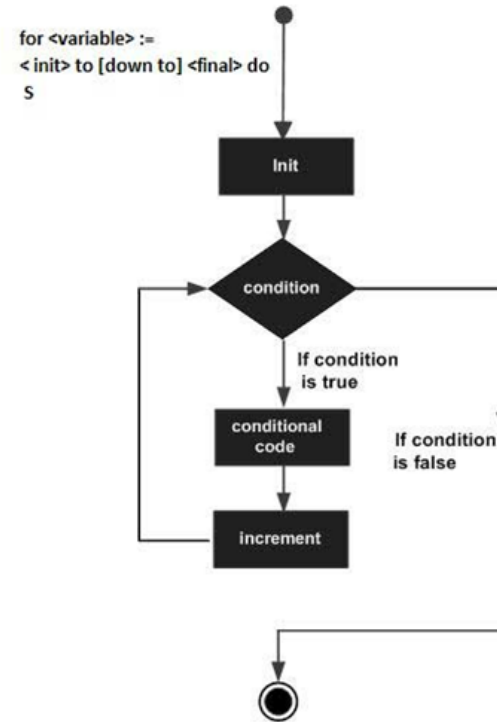 for <variable> :=
< init> to [down to] <final> do
S
Init
condition
If condition
is true
conditional
code
If condition
is false
increment